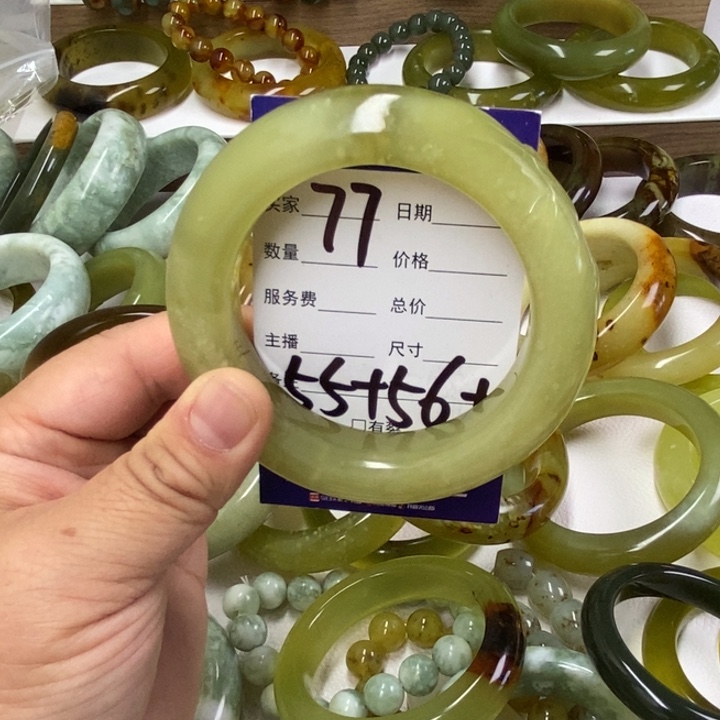 买家 77 日期
数量 价格
服务费 总价
主播 尺寸
55+56+
□有